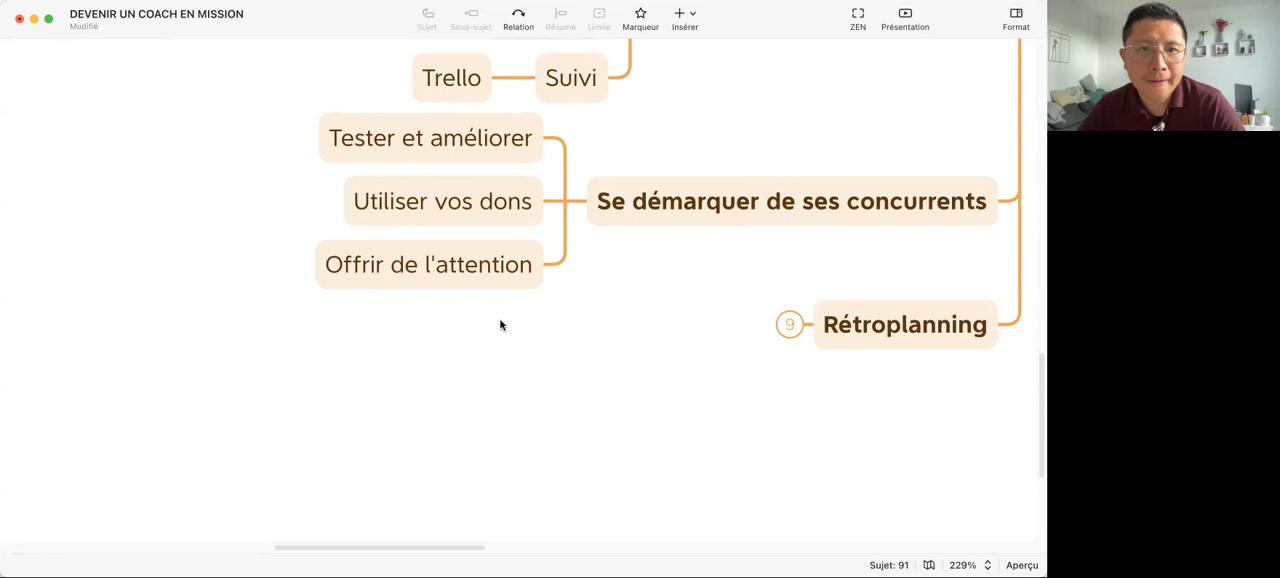 DEVENIR UN COACH EN MISSION
Modifié
Sujet
Sous-sujet
Relation
Résumé
Limite
Marqueur
Insérer
ZEN
Présentation
Format
Trello
Suivi
Tester et améliorer
Utiliser vos dons
Se démarquer de ses concurrents
Offrir de l'attention
9
Rétroplanning
Sujet: 91
229%
Aperçu